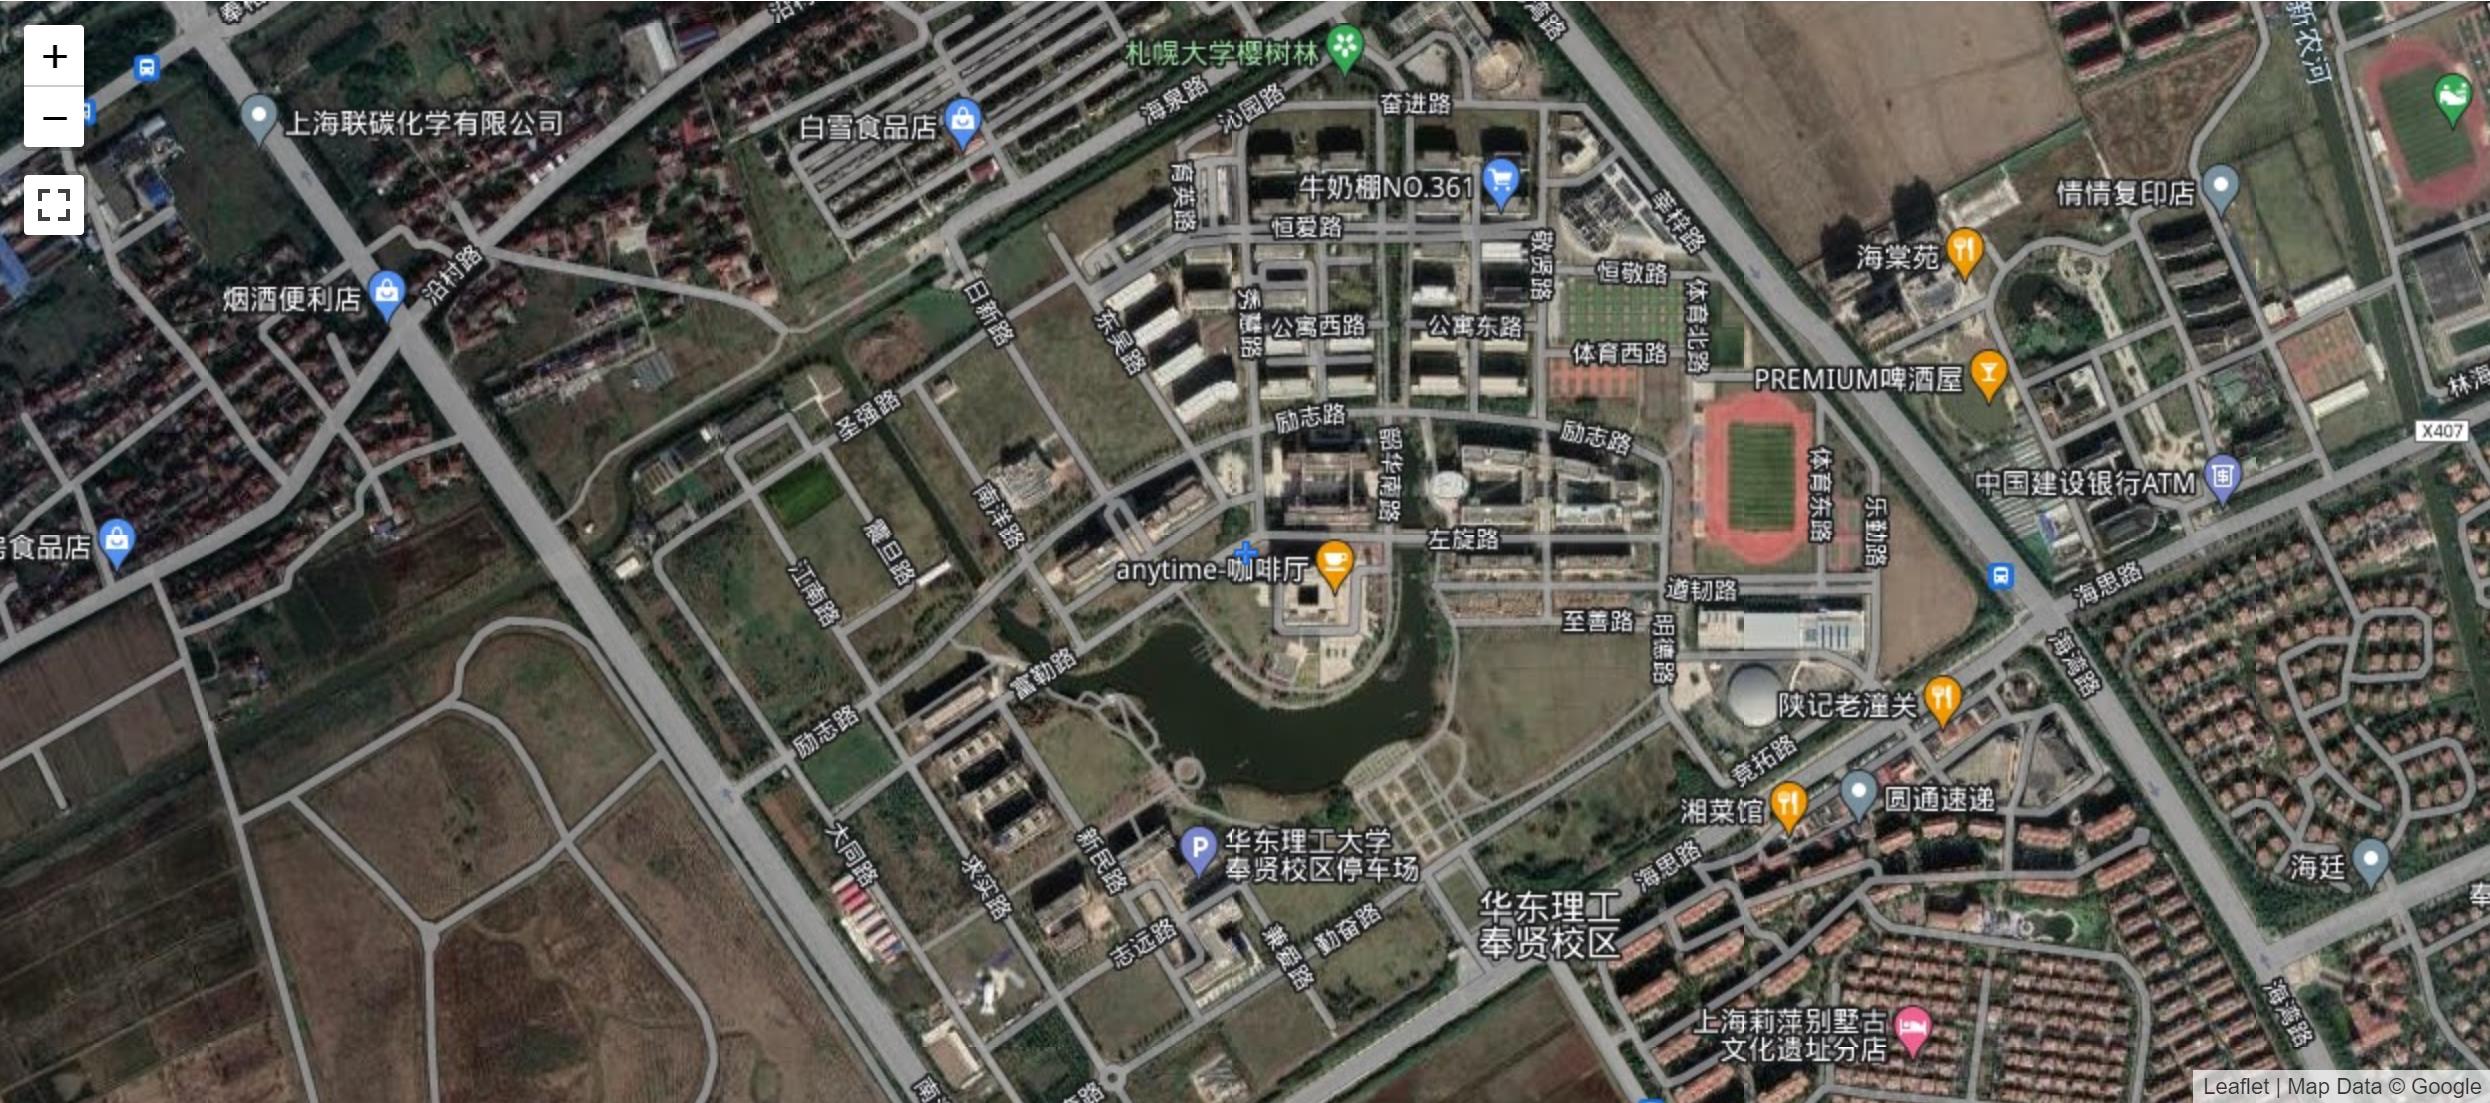 +
−
上海联碳化学有限公司
白雪食品店
札幌大学樱树林
海泉路
沁园路
奋进路
新农河
育英路
牛奶棚NO.361
恒爱路
敬贤路
恒敬路
情情复印店
海棠苑
烟酒便利店
沿村路
日新路
东吴路
公寓西路
公寓东路
体育北路
体育西路
PREMIUM啤酒屋
圣强路
励志路
励志路
韶华南路
X407
中国建设银行ATM
体育东路
乐勤路
南洋路
震旦路
江南路
左旋路
anytime-咖啡厅
遒韧路
至善路
明德路
海思路
海湾路
富勒路
励志路
陕记老潼关
竞拓路
湘菜馆
圆通速递
海思路
海廷
大同路
求实路
新民路
P
华东理工大学
奉贤校区停车场
华东理工
奉贤校区
志远路
兼爱路
勤奋路
海湾路
上海莉萍别墅古
文化遗址分店
Leaflet | Map Data © Google